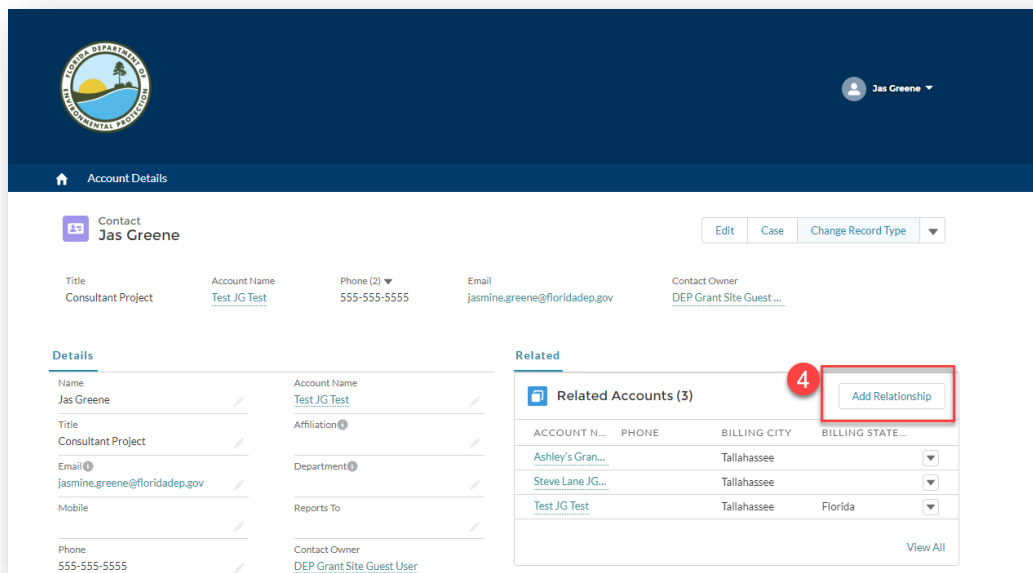 FLORIDA DEPARTMENT OF
ENVIRONMENTAL PROTECTION
Jas Greene
Account Details
Contact
Jas Greene
Edit Case Change Record Type
Title Account Name Phone (2) Email Contact Owner
Consultant Project Test JG Test 555-555-5555 jasmine.greene@floridadep.gov DEP Grant Site Guest ...
Details
Name Account Name
Jas Greene Test JG Test
Title Affiliation
Consultant Project
Email Department
jasmine.greene@floridadep.gov
Mobile Reports To
Phone Contact Owner
555-555-5555 DEP Grant Site Guest User
Related
4
Related Accounts (3) Add Relationship
ACCOUNT N... PHONE BILLING CITY BILLING STATE...
Ashley's Gran... Tallahassee
Steve Lane JG... Tallahassee
Test JG Test Tallahassee Florida
View All